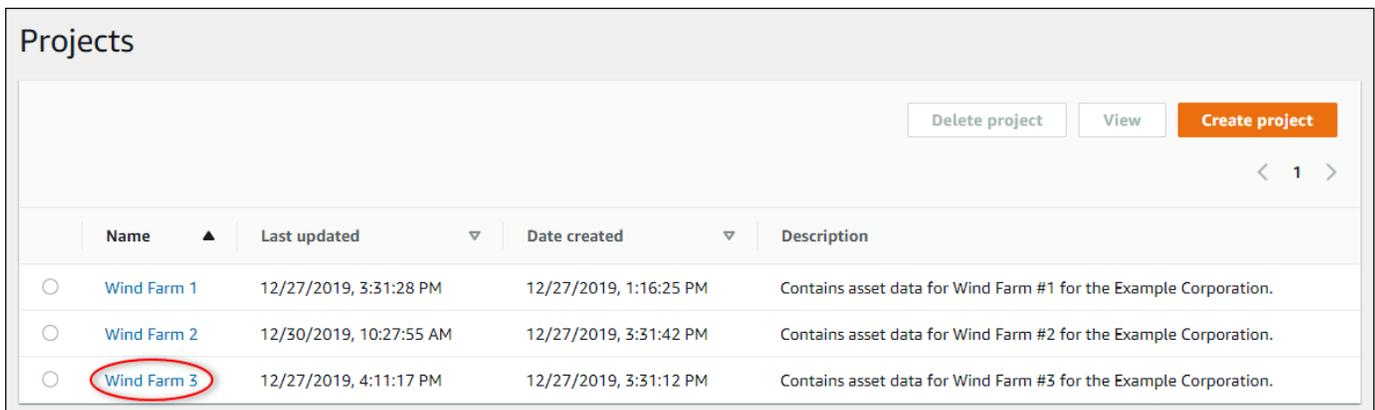 Projects
Delete project View Create project
1
Name Last updated Date created Description
Wind Farm 1 12/27/2019, 3:31:28 PM 12/27/2019, 1:16:25 PM Contains asset data for Wind Farm #1 for the Example Corporation.
Wind Farm 2 12/30/2019, 10:27:55 AM 12/27/2019, 3:31:42 PM Contains asset data for Wind Farm #2 for the Example Corporation.
Wind Farm 3 12/27/2019, 4:11:17 PM 12/27/2019, 3:31:12 PM Contains asset data for Wind Farm #3 for the Example Corporation.